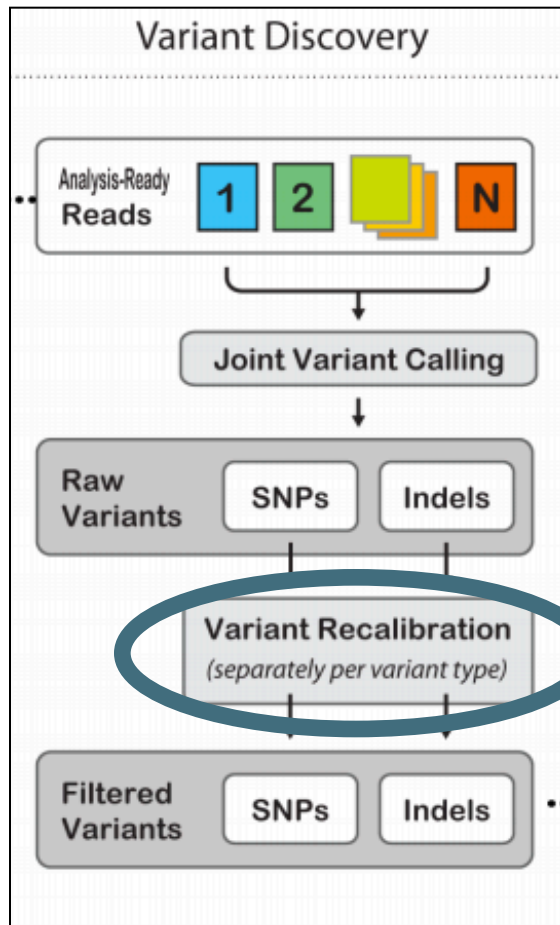 Variant Discovery
Analysis-Ready
Reads
1 2 N
Joint Variant Calling
Raw
Variants
SNPs Indels
Variant Recalibration
(separately per variant type)
Filtered
Variants
SNPs Indels